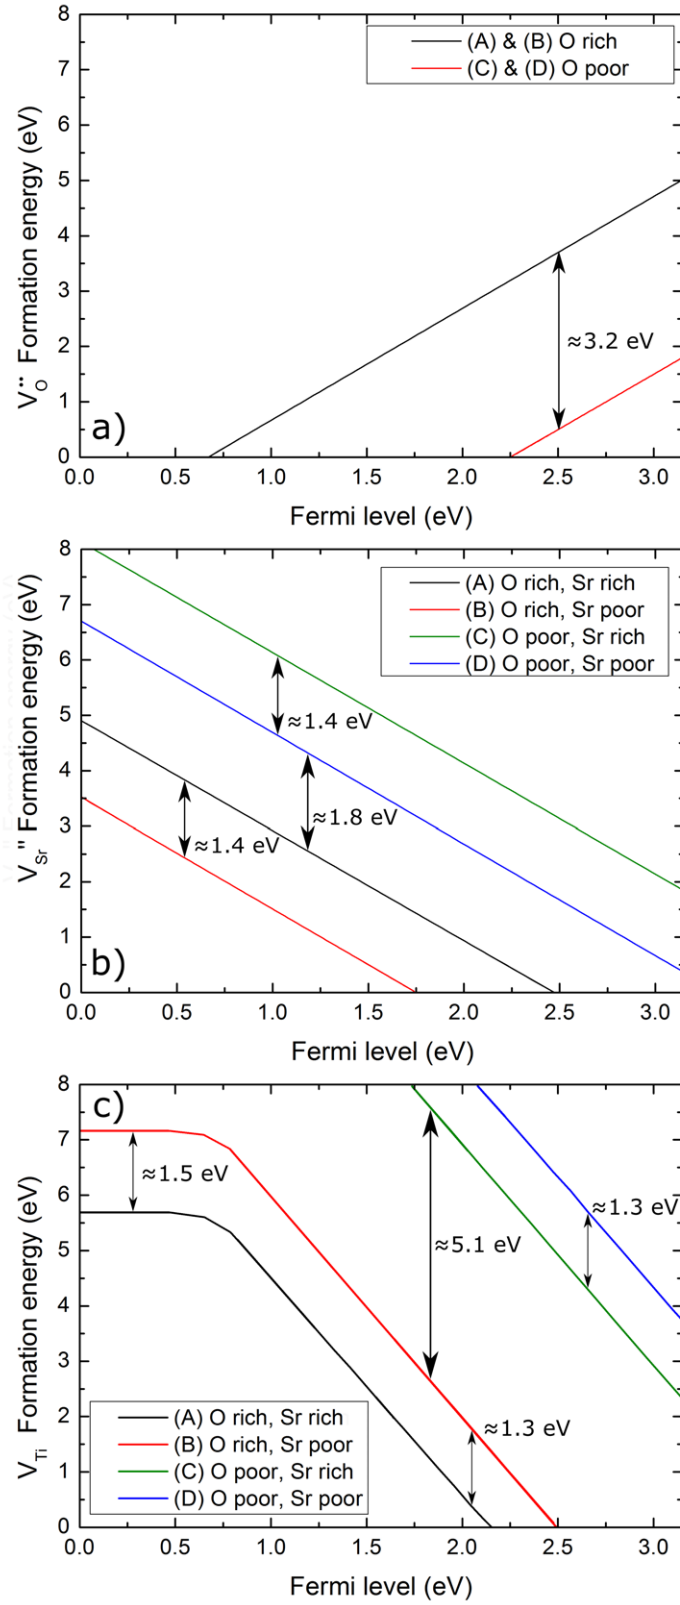 8
7
6
5
4
3
2
1
0
V_O^•• Formation energy (eV)
(A) & (B) O rich
(C) & (D) O poor
≈3.2 eV
a)
0.0 0.5 1.0 1.5 2.0 2.5 3.0
Fermi level (eV)
8
7
6
5
4
3
2
1
0
V_Sr'' Formation energy (eV)
(A) O rich, Sr rich
(B) O rich, Sr poor
(C) O poor, Sr rich
(D) O poor, Sr poor
≈1.4 eV
≈1.8 eV
≈1.4 eV
b)
0.0 0.5 1.0 1.5 2.0 2.5 3.0
Fermi level (eV)
8
7
6
5
4
3
2
1
0
V_Ti Formation energy (eV)
c)
≈1.5 eV
≈1.3 eV
≈5.1 eV
≈1.3 eV
(A) O rich, Sr rich
(B) O rich, Sr poor
(C) O poor, Sr rich
(D) O poor, Sr poor
0.0 0.5 1.0 1.5 2.0 2.5 3.0
Fermi level (eV)